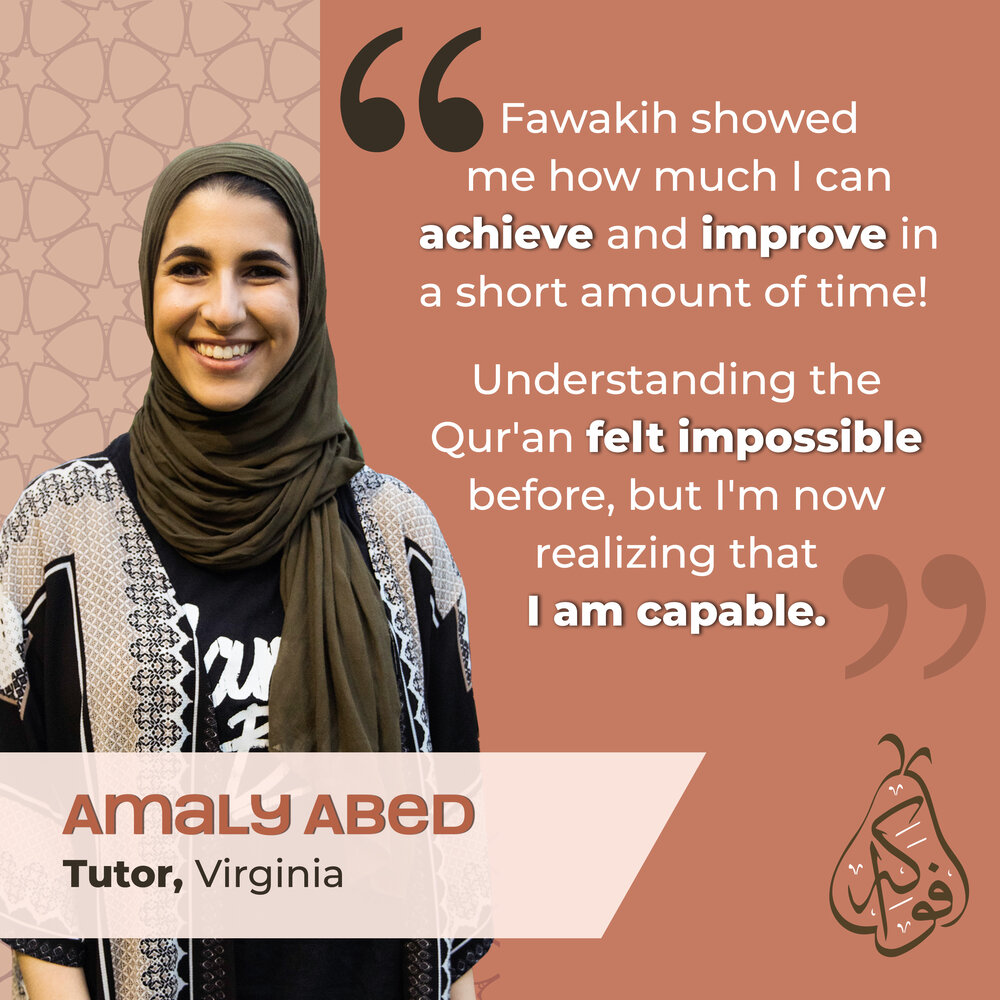 Fawakih showed
me how much I can
achieve and improve in
a short amount of time!
Understanding the
Qur'an felt impossible
before, but I'm now
realizing that
I am capable.
Amaly Abed
Tutor, Virginia
فواكه